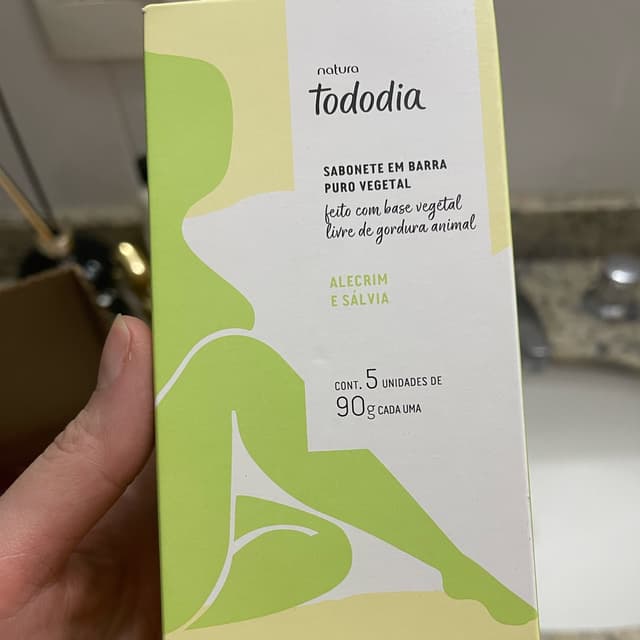 natura
Tododia
SABONETE EM BARRA
PURO VEGETAL
feito com base vegetal
livre de gordura animal
ALECRIM
E SÁLVIA
CONT. 5 UNIDADES DE
90g CADA UMA